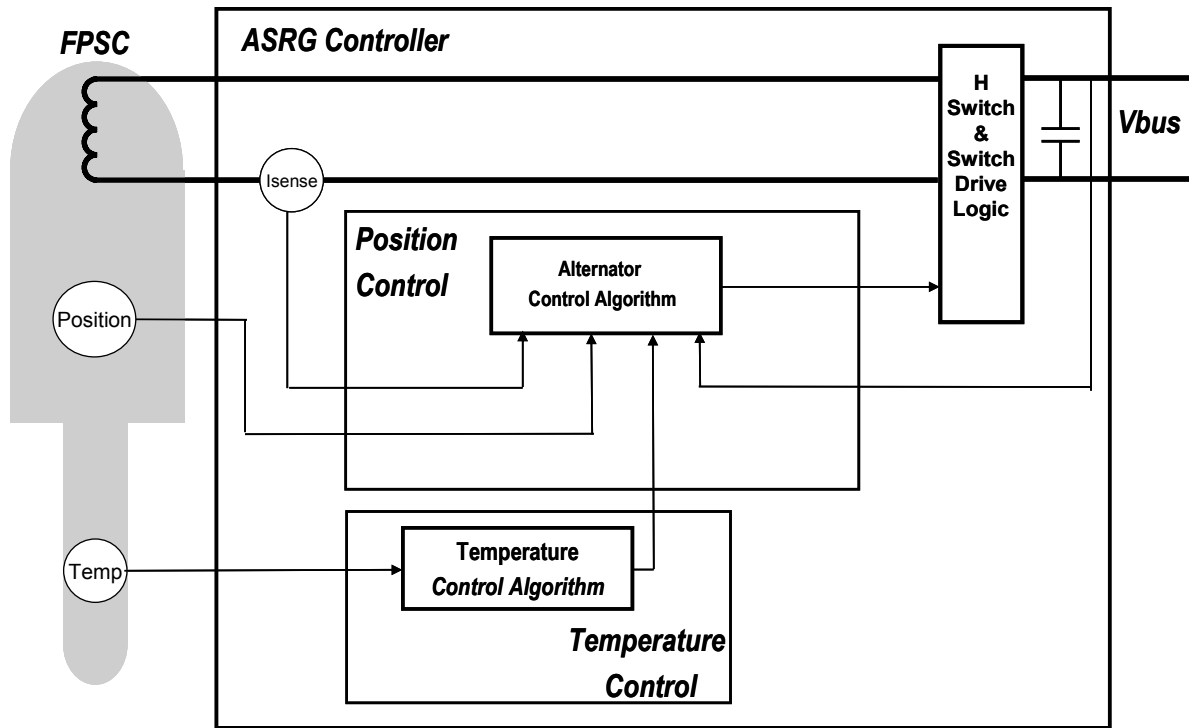 FPSC
ASRG Controller
H
Switch
&
Switch
Drive
Logic
Vbus
Isense
Position
Control
Alternator
Control Algorithm
Position
Temp
Temperature
Control Algorithm
Temperature
Control